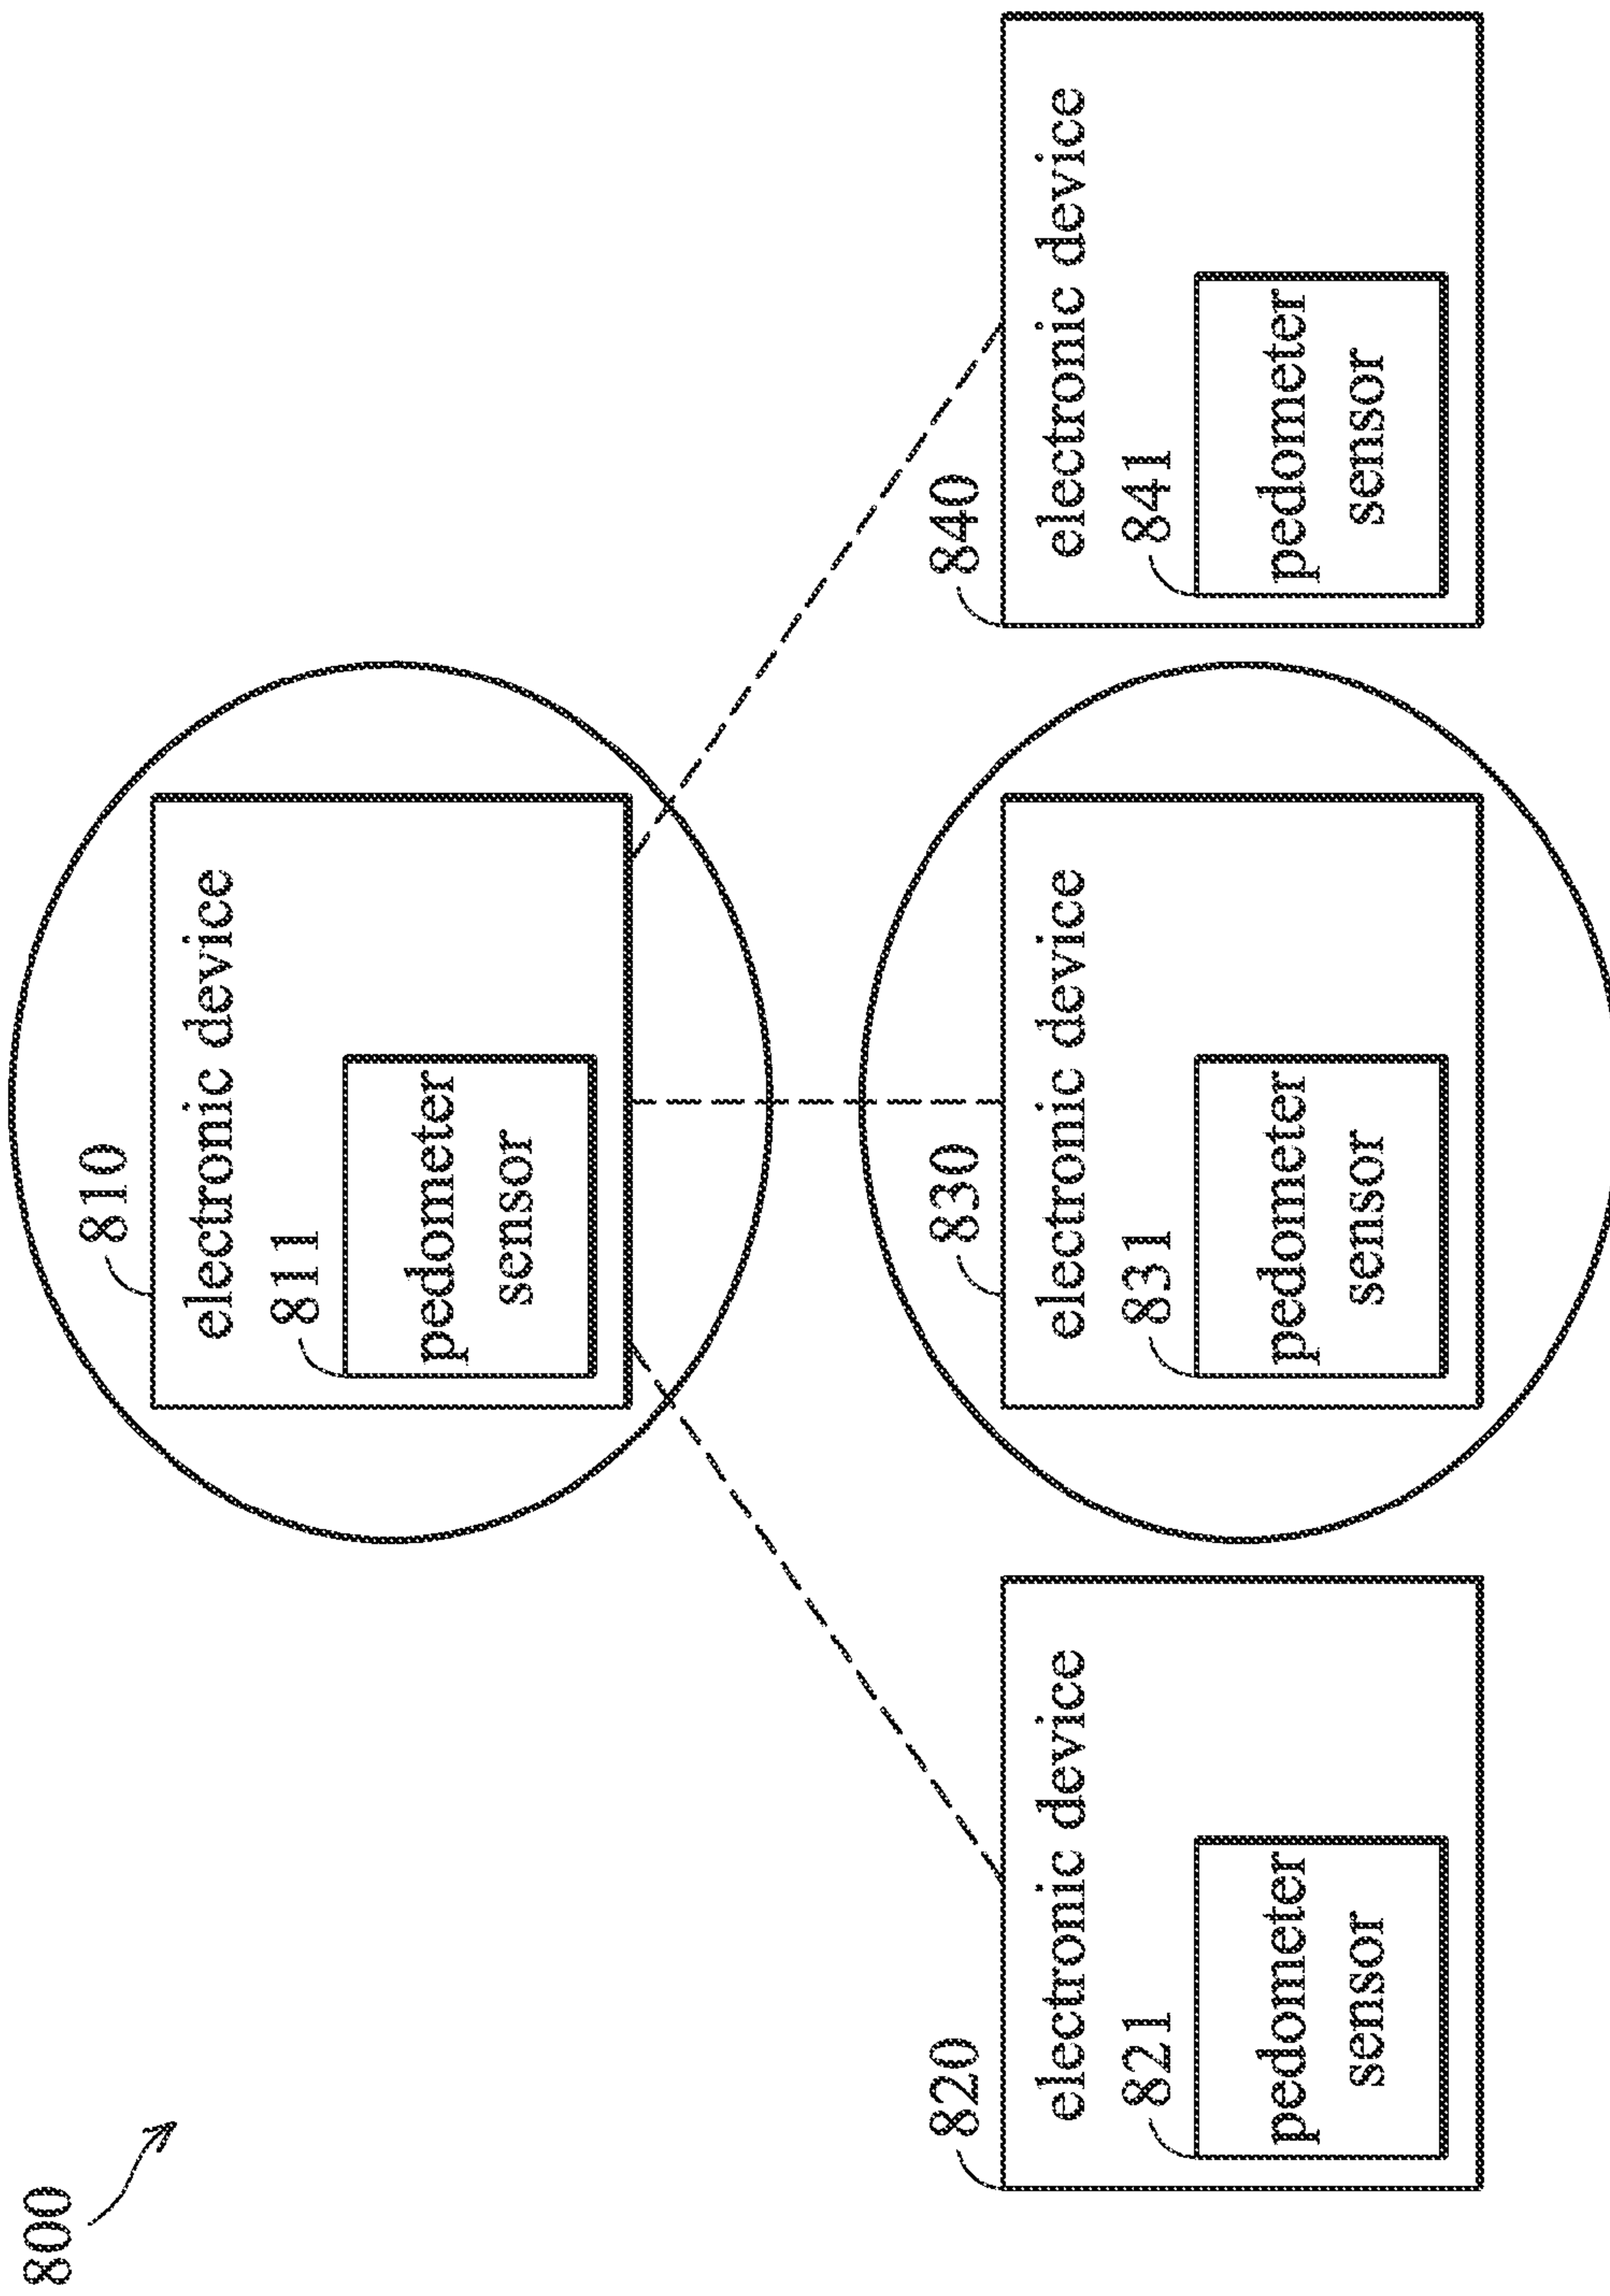 800
810
electronic device
811
pedometer
sensor
820
electronic device
821
pedometer
sensor
830
electronic device
831
pedometer
sensor
840
electronic device
841
pedometer
sensor